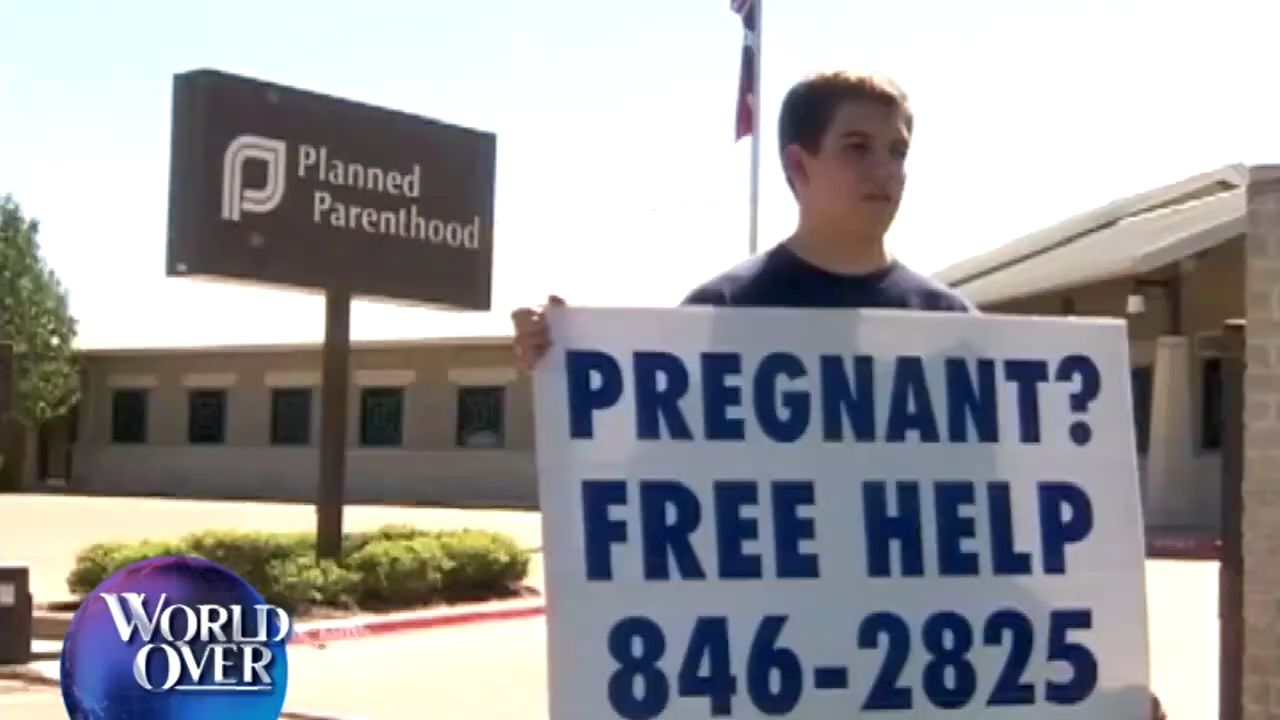 Planned
Parenthood
PREGNANT?
FREE HELP
846-2825
WORLD
OVER